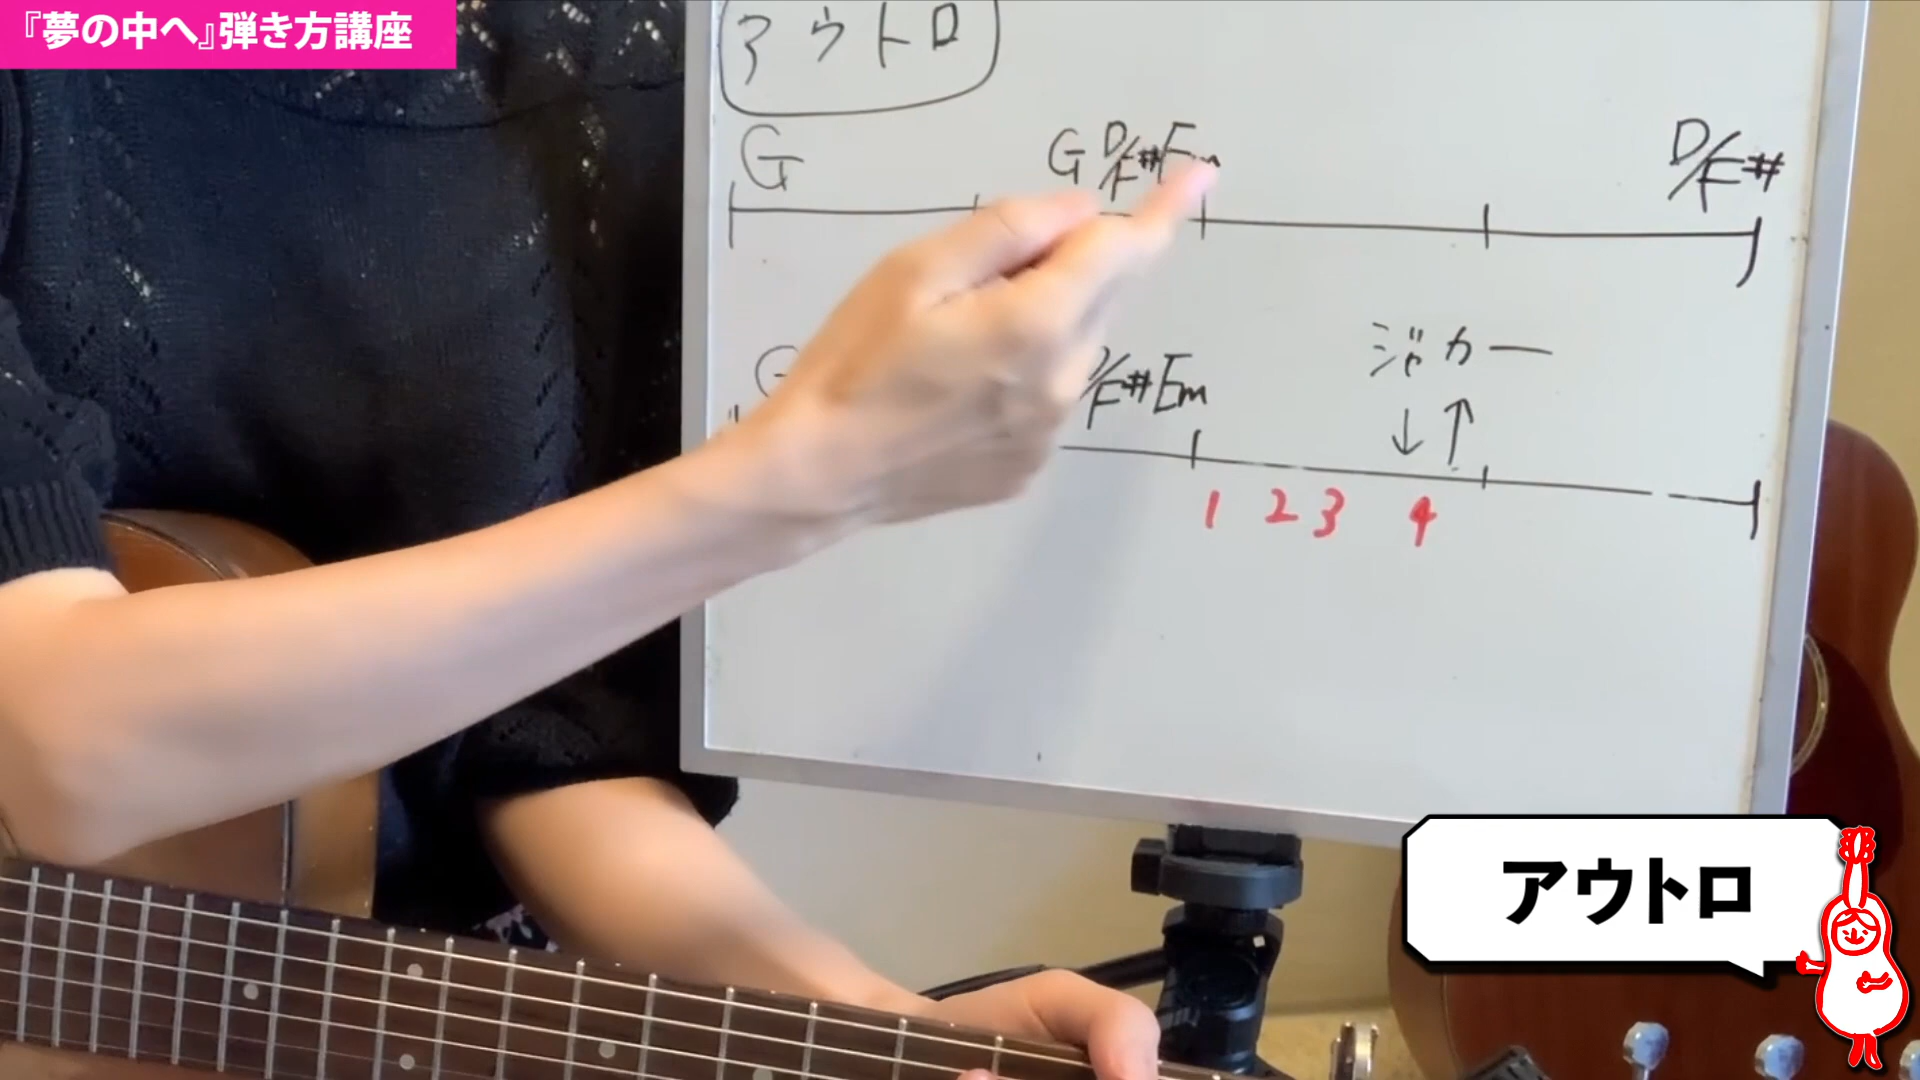 『夢の中へ』弾き方講座
アウトロ
G G D/F# Em D/F#
G D/F# Em
ジャカー
↓ ↑
1 2 3 4
アウトロ